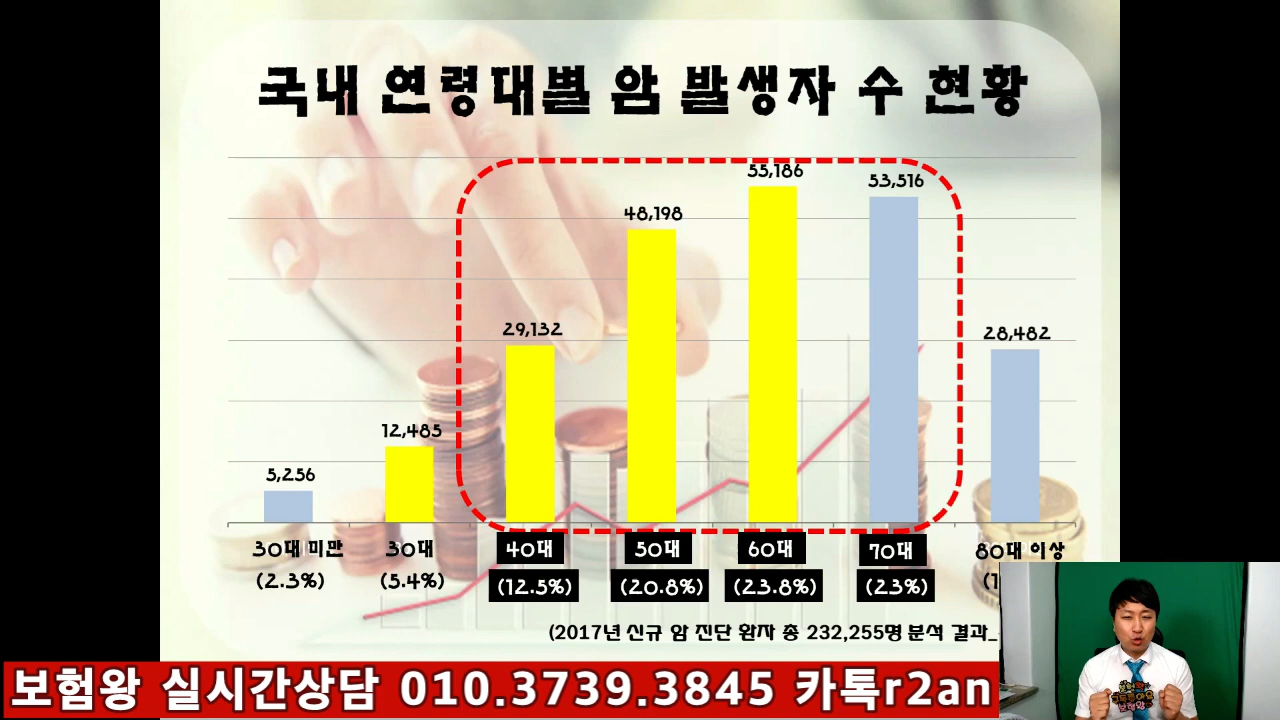 국내 연령대별 암 발생자 수 현황
55,186
53,516
48,198
29,132
28,482
12,485
5,256
30대 미만 30대 40대 50대 60대 70대 80대 이상
(2.3%) (5.4%) (12.5%) (20.8%) (23.8%) (23%)
(2017년 신규 암 진단 환자 총 232,255명 분석 결과_
보험왕 실시간상담 010.3739.3845 카톡r2an